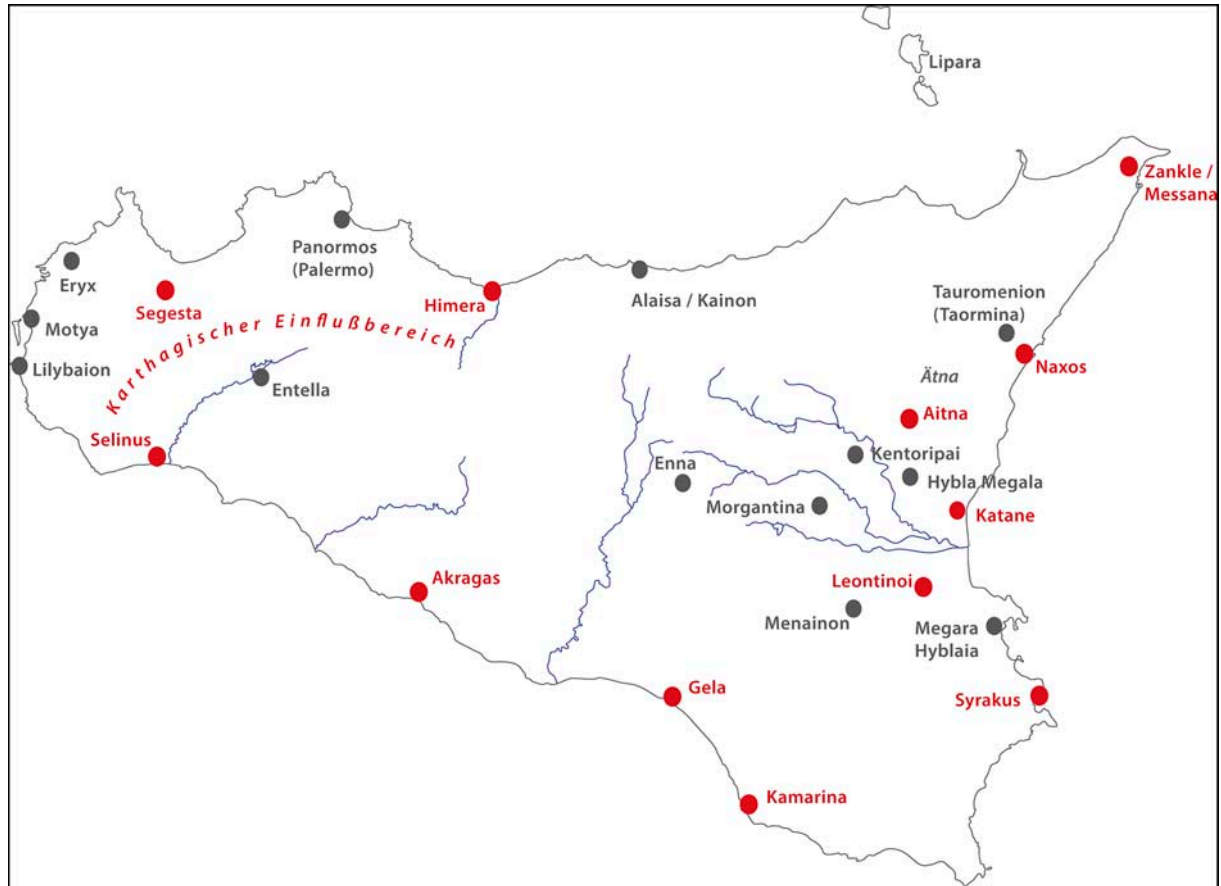 Lipara
Zankle /
Messana
Panormos
(Palermo)
Eryx
Segesta
Himera
Alaisa / Kainon
Tauromenion
(Taormina)
Motya
Karthagischer Einflußbereich
Naxos
Lilybaion
Entella
Ätna
Aitna
Selinus
Kentoripai
Enna
Hybla Megala
Morgantina
Katane
Akragas
Leontinoi
Menainon
Megara
Hyblaia
Gela
Syrakus
Kamarina